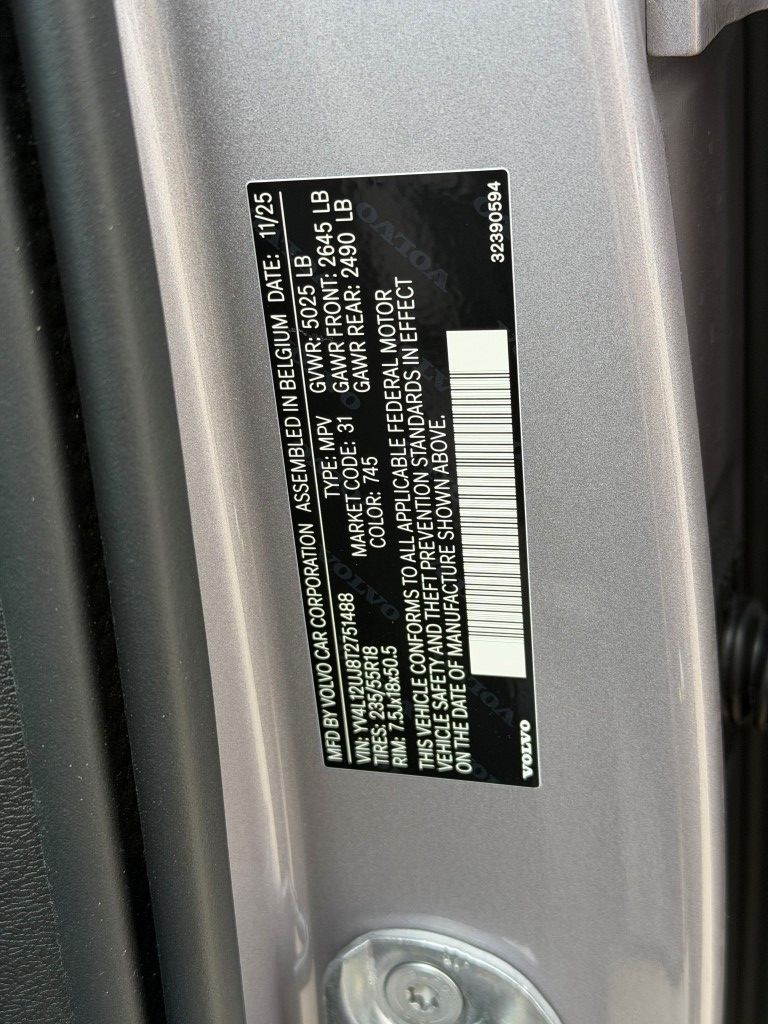 MFD BY VOLVO CAR CORPORATION ASSEMBLED IN BELGIUM DATE: 11/25
VIN: YV4L12UJ8T2751488 TYPE: MPV GVWR: 5025 LB
TIRES: 235/55R18 MARKET CODE: 31 GAWR FRONT: 2645 LB
RIM: 7.5Jx18x50.5 COLOR: 745 GAWR REAR: 2490 LB
THIS VEHICLE CONFORMS TO ALL APPLICABLE FEDERAL MOTOR
VEHICLE SAFETY AND THEFT PREVENTION STANDARDS IN EFFECT
ON THE DATE OF MANUFACTURE SHOWN ABOVE.
VOLVO 32390594